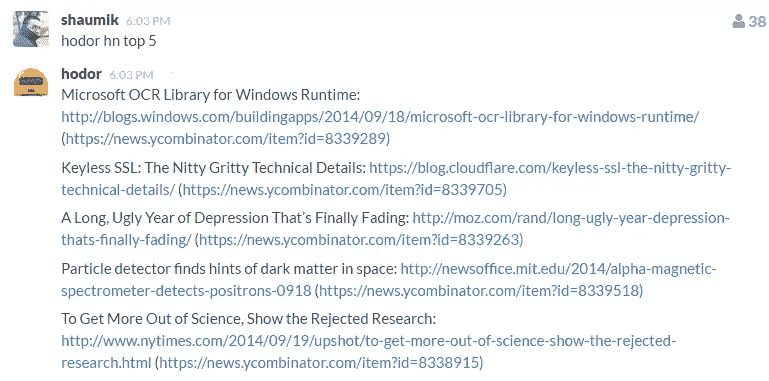 shaumik 6:03 PM
38
hodor hn top 5
hodor 6:03 PM
Microsoft OCR Library for Windows Runtime:
http://blogs.windows.com/buildingapps/2014/09/18/microsoft-ocr-library-for-windows-runtime/
(https://news.ycombinator.com/item?id=8339289)
Keyless SSL: The Nitty Gritty Technical Details: https://blog.cloudflare.com/keyless-ssl-the-nitty-gritty-
technical-details/ (https://news.ycombinator.com/item?id=8339705)
A Long, Ugly Year of Depression That's Finally Fading: http://moz.com/rand/long-ugly-year-depression-
thats-finally-fading/ (https://news.ycombinator.com/item?id=8339263)
Particle detector finds hints of dark matter in space: http://newsoffice.mit.edu/2014/alpha-magnetic-
spectrometer-detects-positrons-0918 (https://news.ycombinator.com/item?id=8339518)
To Get More Out of Science, Show the Rejected Research:
http://www.nytimes.com/2014/09/19/upshot/to-get-more-out-of-science-show-the-rejected-
research.html (https://news.ycombinator.com/item?id=8338915)